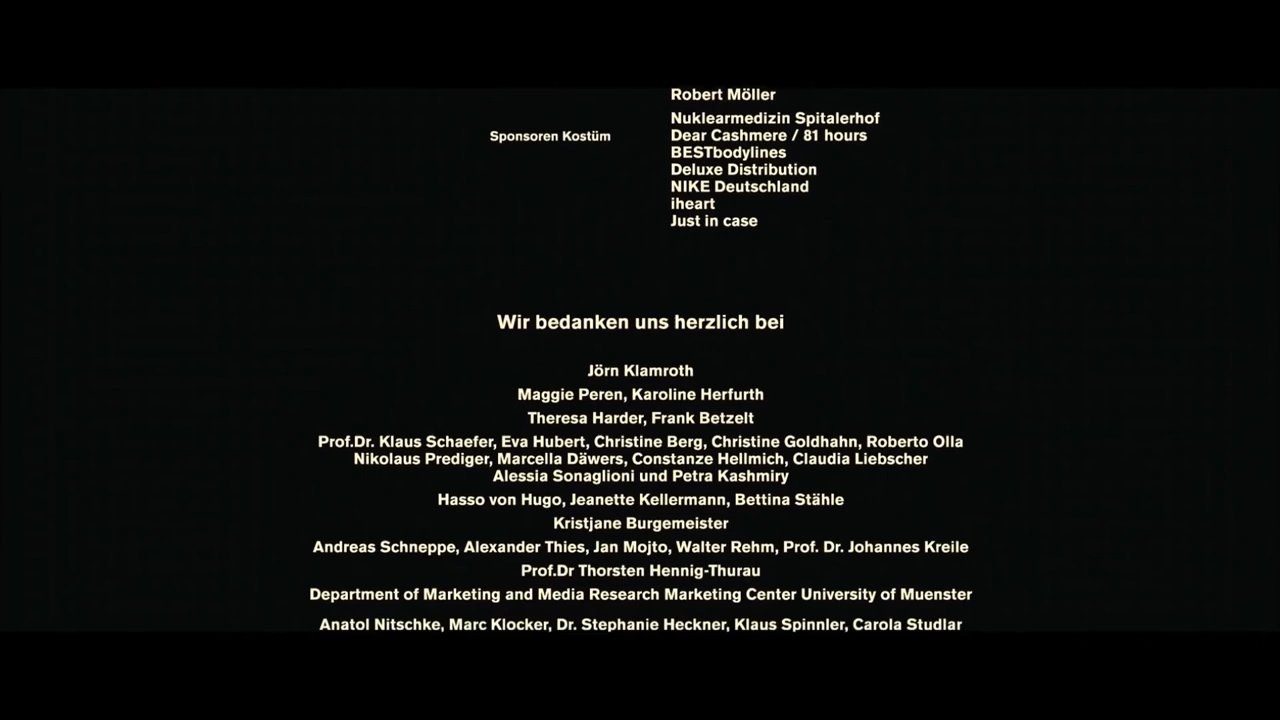 Robert Möller
Nuklearmedizin Spitalerhof
Sponsoren Kostüm Dear Cashmere / 81 hours
BESTbodylines
Deluxe Distribution
NIKE Deutschland
iheart
Just in case
Wir bedanken uns herzlich bei
Jörn Klamroth
Maggie Peren, Karoline Herfurth
Theresa Harder, Frank Betzelt
Prof.Dr. Klaus Schaefer, Eva Hubert, Christine Berg, Christine Goldhahn, Roberto Olla
Nikolaus Prediger, Marcella Däwers, Constanze Hellmich, Claudia Liebscher
Alessia Sonaglioni und Petra Kashmiry
Hasso von Hugo, Jeanette Kellermann, Bettina Stähle
Kristjane Burgemeister
Andreas Schneppe, Alexander Thies, Jan Mojto, Walter Rehm, Prof. Dr. Johannes Kreile
Prof.Dr Thorsten Hennig-Thurau
Department of Marketing and Media Research Marketing Center University of Muenster
Anatol Nitschke, Marc Klocker, Dr. Stephanie Heckner, Klaus Spinnler, Carola Studlar